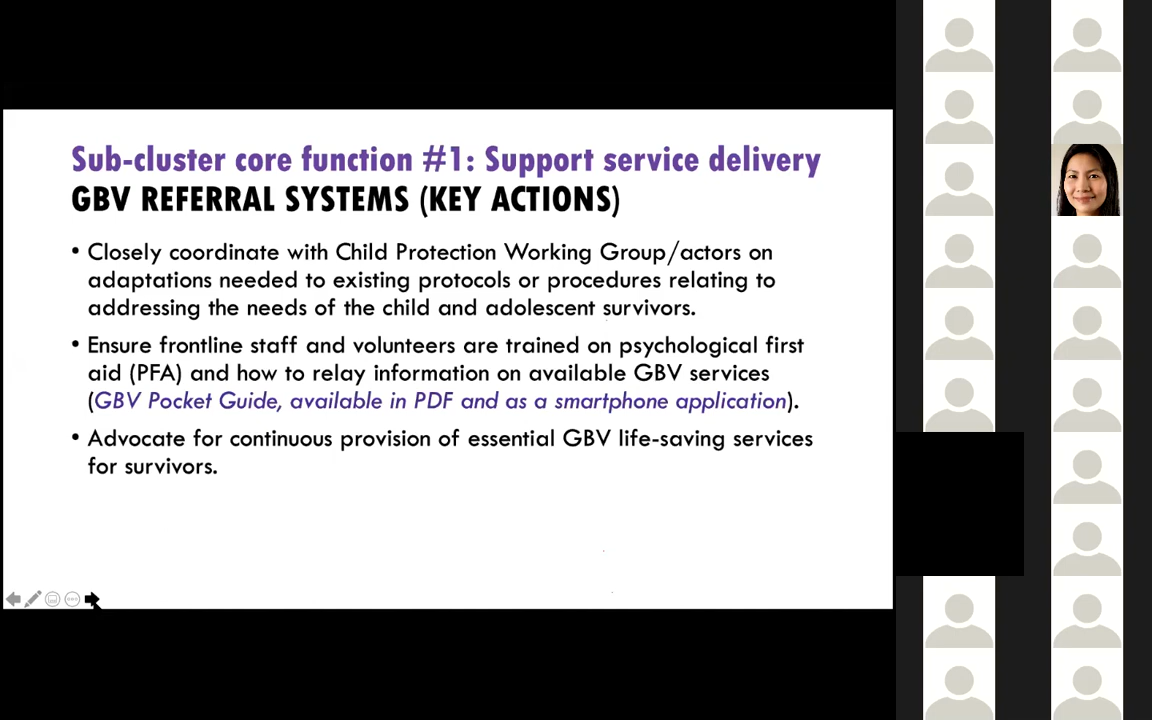 Sub-cluster core function #1: Support service delivery
GBV REFERRAL SYSTEMS (KEY ACTIONS)
• Closely coordinate with Child Protection Working Group/actors on
adaptations needed to existing protocols or procedures relating to
addressing the needs of the child and adolescent survivors.
• Ensure frontline staff and volunteers are trained on psychological first
aid (PFA) and how to relay information on available GBV services
(GBV Pocket Guide, available in PDF and as a smartphone application).
• Advocate for continuous provision of essential GBV life-saving services
for survivors.